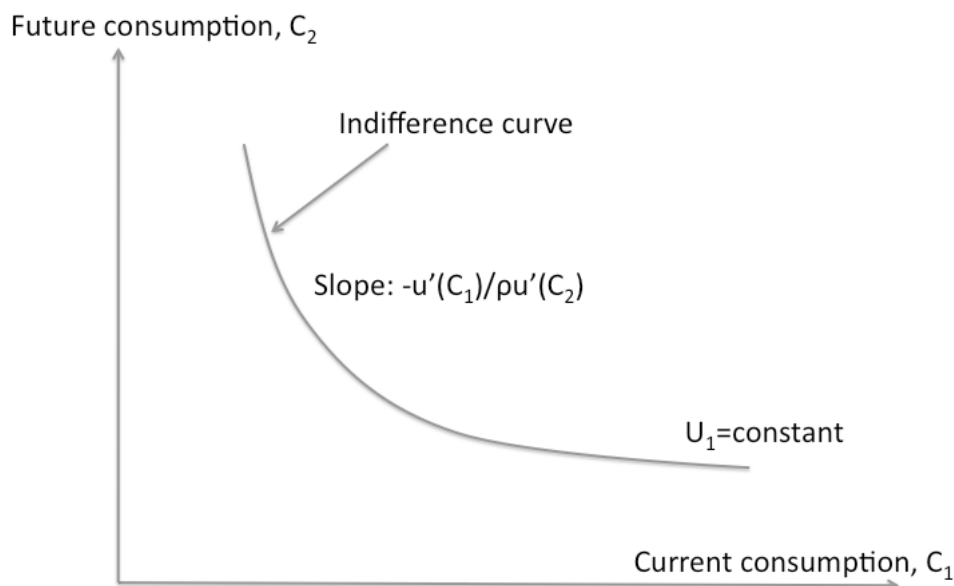 Future consumption, C₂
Indifference curve
Slope: -u’(C₁)/ρu’(C₂)
U₁=constant
Current consumption, C₁